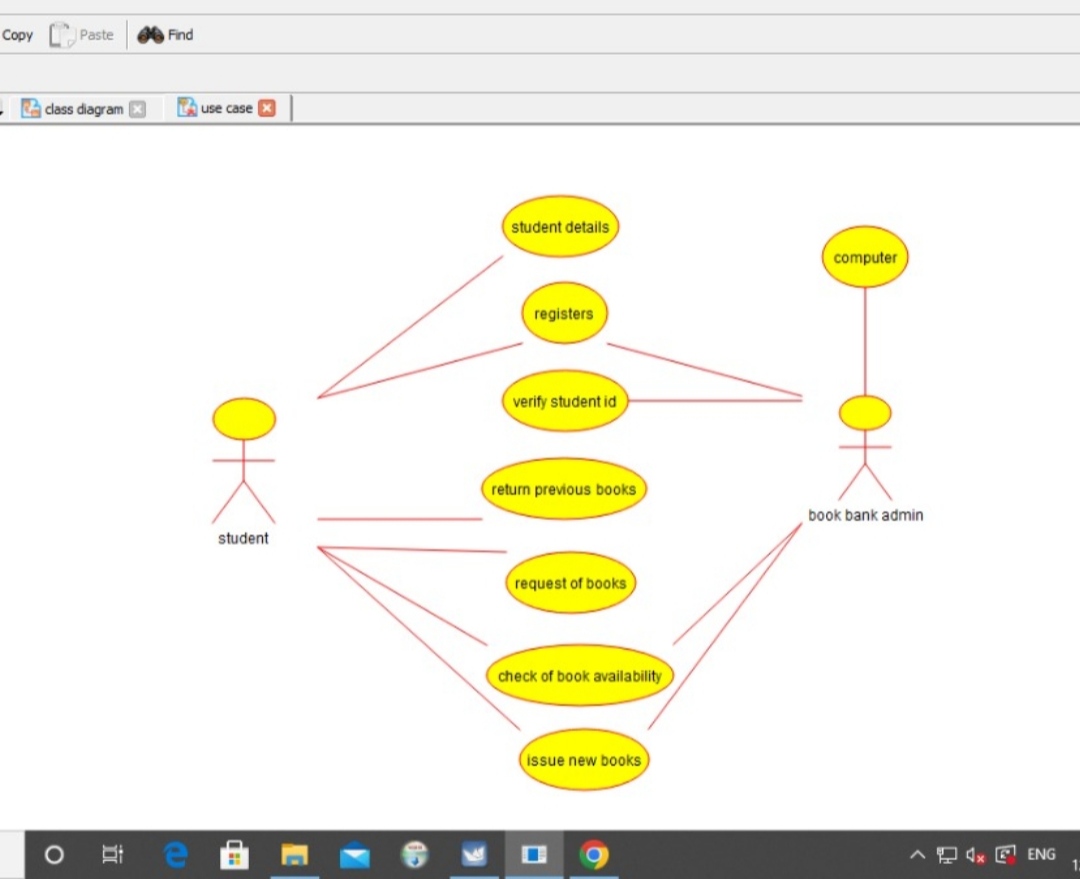 Copy Paste Find
class diagram use case
student details
computer
registers
verify student id
return previous books
book bank admin
student
request of books
check of book availability
issue new books
ENG